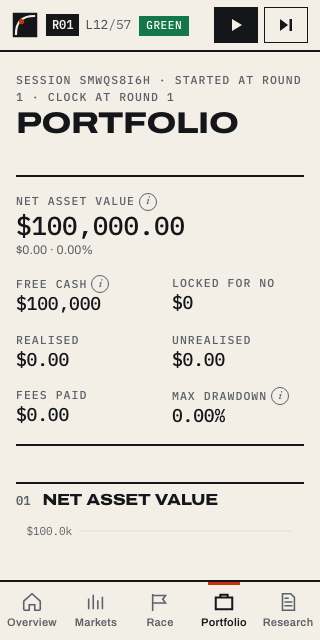 R01 L12/57 GREEN
SESSION SMWQS8I6H · STARTED AT ROUND
1 · CLOCK AT ROUND 1
PORTFOLIO
NET ASSET VALUE i
$100,000.00
$0.00 · 0.00%
FREE CASH i LOCKED FOR NO
$100,000 $0
REALISED UNREALISED
$0.00 $0.00
FEES PAID MAX DRAWDOWN i
$0.00 0.00%
01 NET ASSET VALUE
$100.0k
Overview Markets Race Portfolio Research